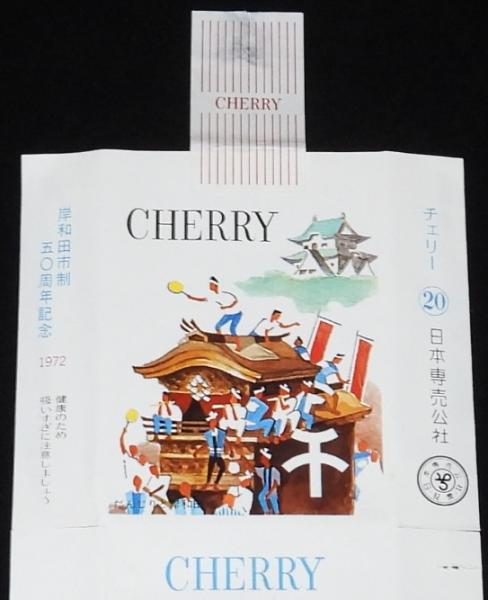 CHERRY
CHERRY
チェリー
20
日本専売公社
岸和田市制
五〇周年記念
1972
健康のため
吸いすぎに注意しましょう
CHERRY